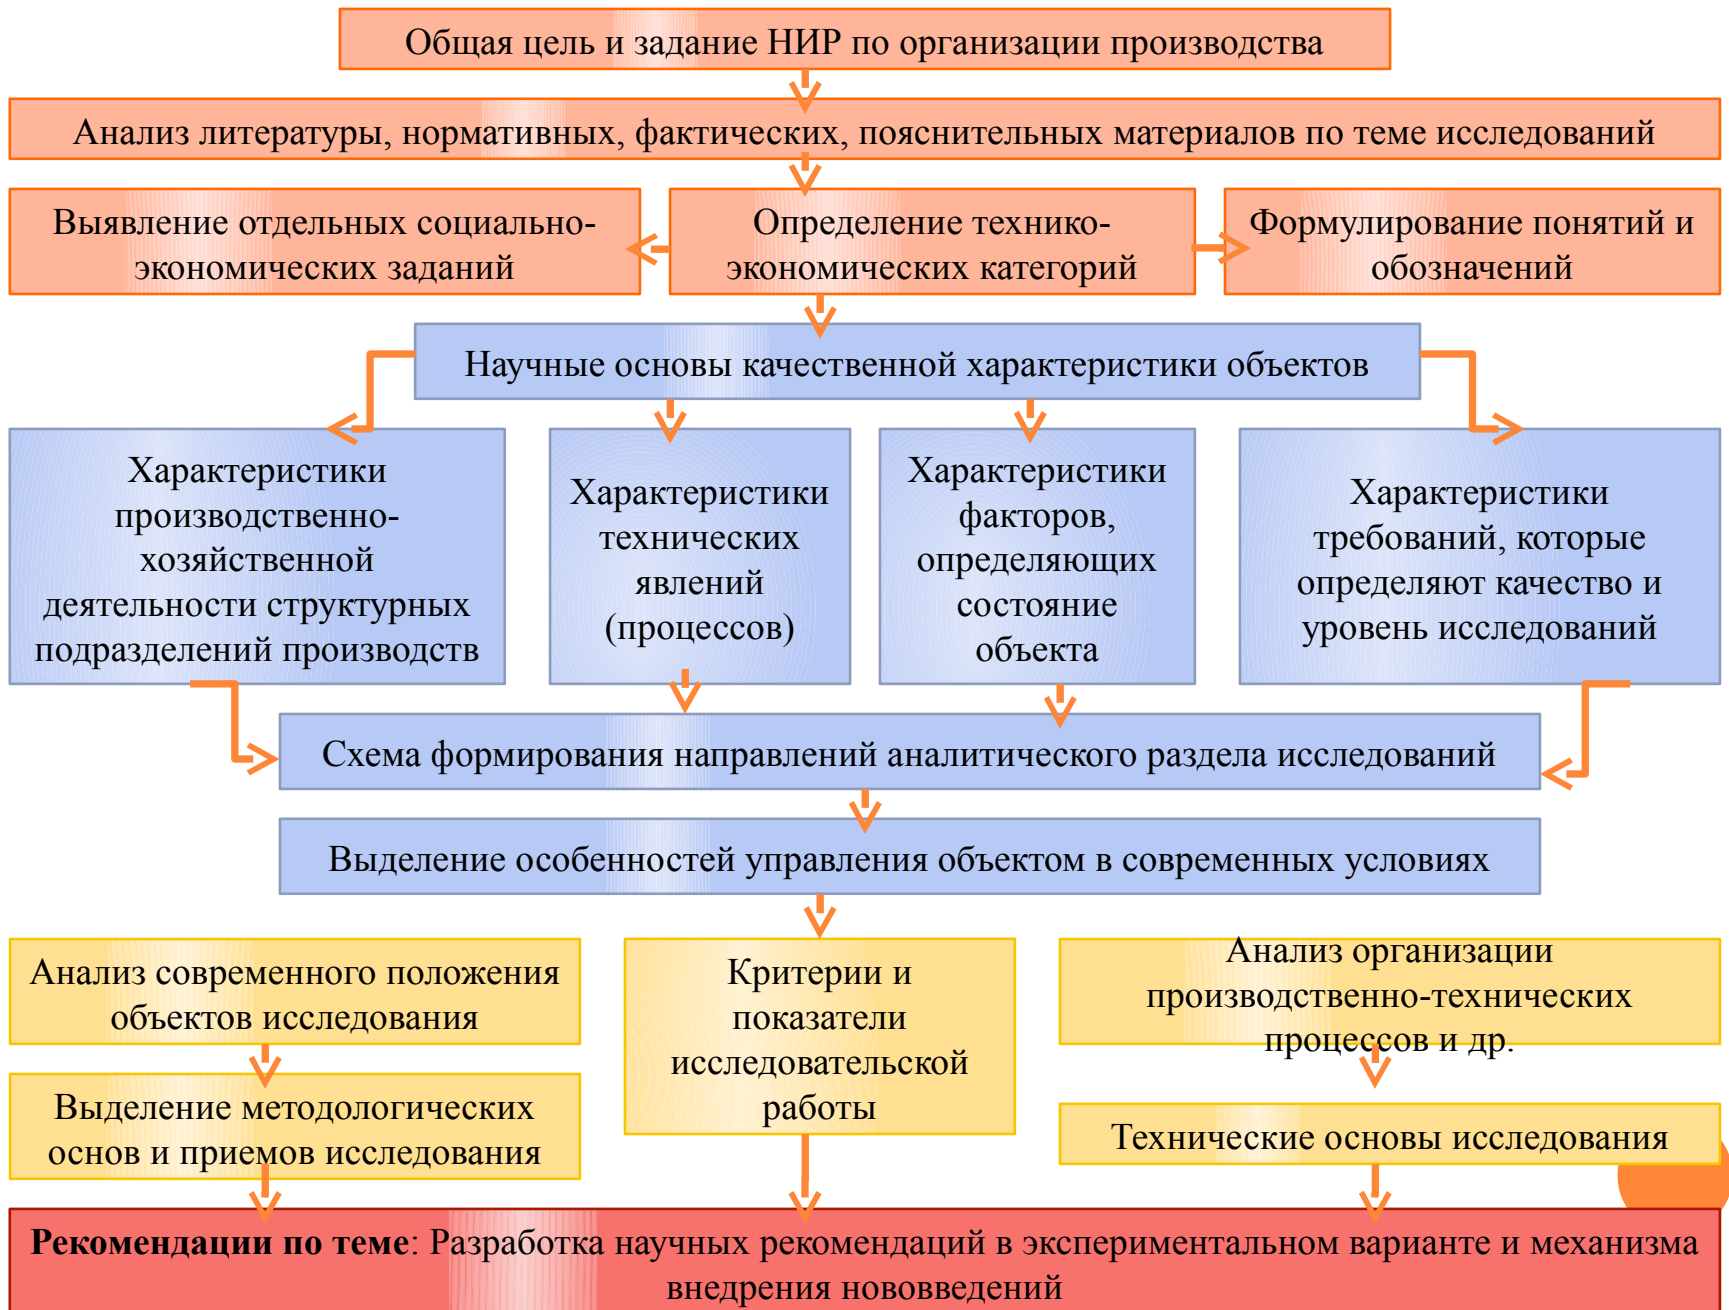 Общая цель и задание НИР по организации производства
Анализ литературы, нормативных, фактических, пояснительных материалов по теме исследований
Выявление отдельных социально-
экономических заданий
Определение технико-
экономических категорий
Формулирование понятий и
обозначений
Научные основы качественной характеристики объектов
Характеристики
производственно-
хозяйственной
деятельности структурных
подразделений производств
Характеристики
технических
явлений
(процессов)
Характеристики
факторов,
определяющих
состояние
объекта
Характеристики
требований, которые
определяют качество и
уровень исследований
Схема формирования направлений аналитического раздела исследований
Выделение особенностей управления объектом в современных условиях
Анализ современного положения
объектов исследования
Выделение методологических
основ и приемов исследования
Критерии и
показатели
исследовательской
работы
Анализ организации
производственно-технических
процессов и др.
Технические основы исследования
Рекомендации по теме: Разработка научных рекомендаций в экспериментальном варианте и механизма
внедрения нововведений